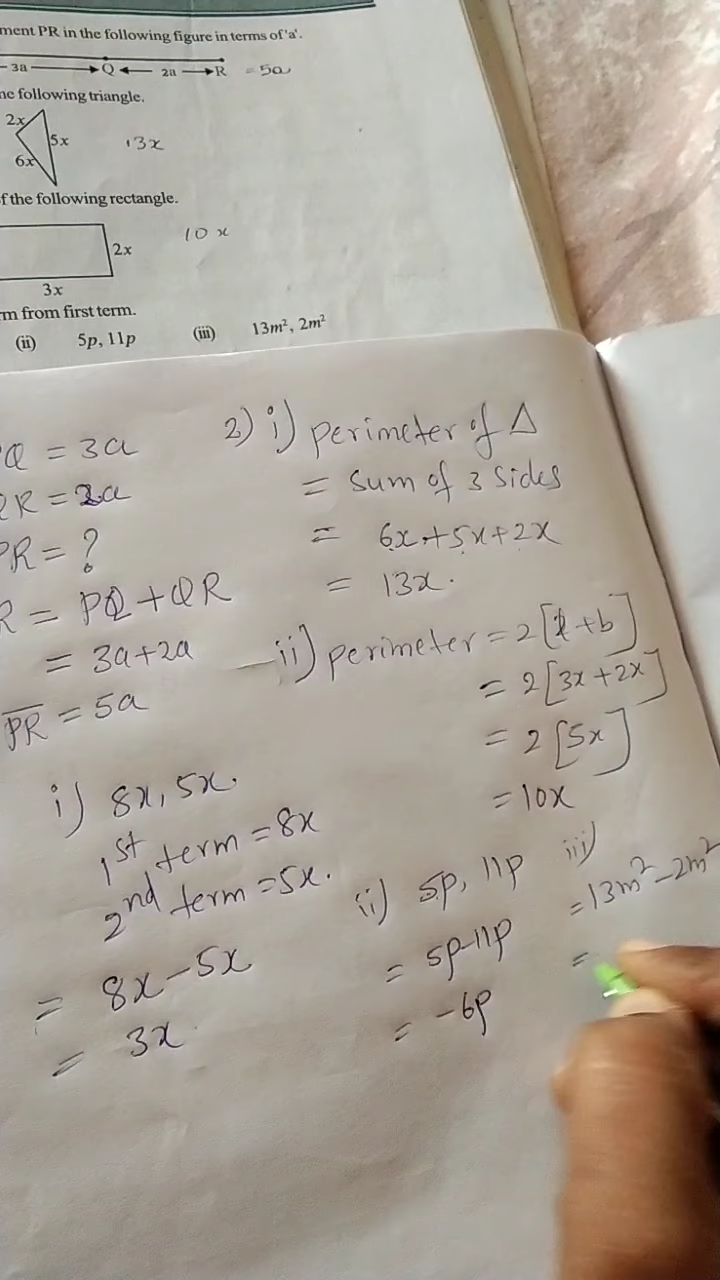 ment PR in the following figure in terms of 'a'.
3a Q 2a R = 5a
ne following triangle.
2x 5x 13x
6x
f the following rectangle.
2x 10x
3x
m from first term.
(ii) 5p, 11p (iii) 13m², 2m²
Q = 3a
QR = 2a
PR = ?
R = PQ + QR
= 3a + 2a
PR = 5a
2) i) perimeter of Δ
= Sum of 3 Sides
= 6x + 5x + 2x
= 13x.
ii) perimeter = 2[l+b]
= 2[3x + 2x]
= 2[5x]
= 10x
i) 8x, 5x.
1st term = 8x
2nd term = 5x.
= 8x - 5x
= 3x
ii) 5p, 11p
= 5p - 11p
= -6p
iii)
= 13m² - 2m²
=